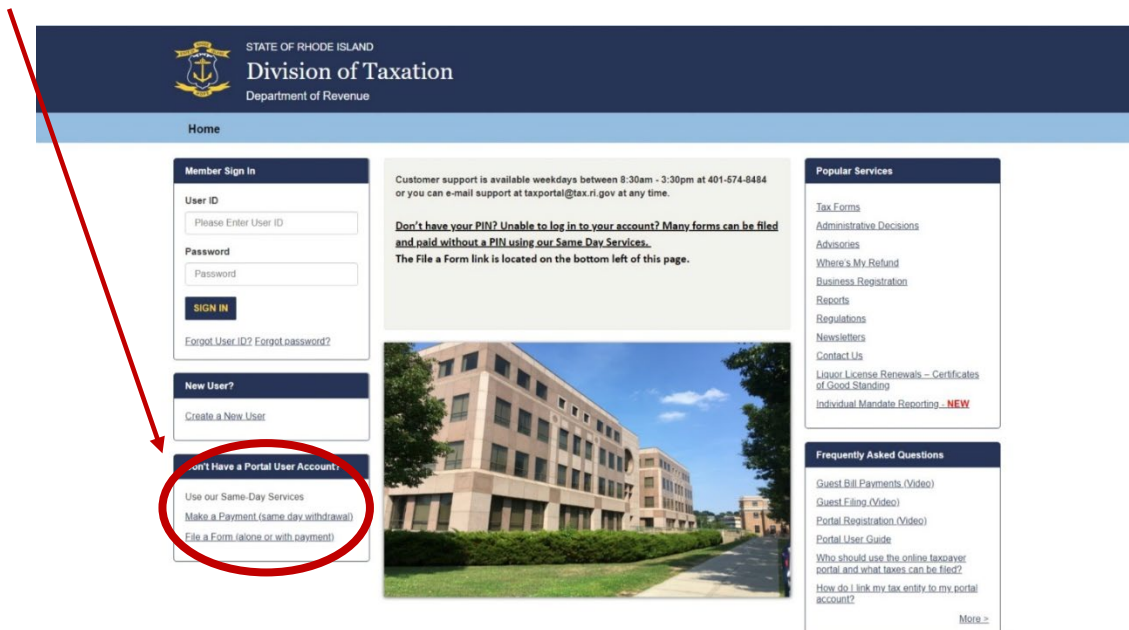 STATE OF RHODE ISLAND
Division of Taxation
Department of Revenue
Home
Member Sign In
User ID
Please Enter User ID
Password
Password
SIGN IN
Forgot User ID? Forgot password?
New User?
Create a New User
Don't Have a Portal User Account?
Use our Same-Day Services
Make a Payment (same day withdrawal)
File a Form (alone or with payment)
Customer support is available weekdays between 8:30am - 3:30pm at 401-574-8484
or you can e-mail support at taxportal@tax.ri.gov at any time.
Don't have your PIN? Unable to log in to your account? Many forms can be filed
and paid without a PIN using our Same Day Services.
The File a Form link is located on the bottom left of this page.
Popular Services
Tax Forms
Administrative Decisions
Advisories
Where's My Refund
Business Registration
Reports
Regulations
Newsletters
Contact Us
Liquor License Renewals – Certificates
of Good Standing
Individual Mandate Reporting - NEW
Frequently Asked Questions
Guest Bill Payments (Video)
Guest Filing (Video)
Portal Registration (Video)
Portal User Guide
Who should use the online taxpayer
portal and what taxes can be filed?
How do I link my tax entity to my portal
account?
More >